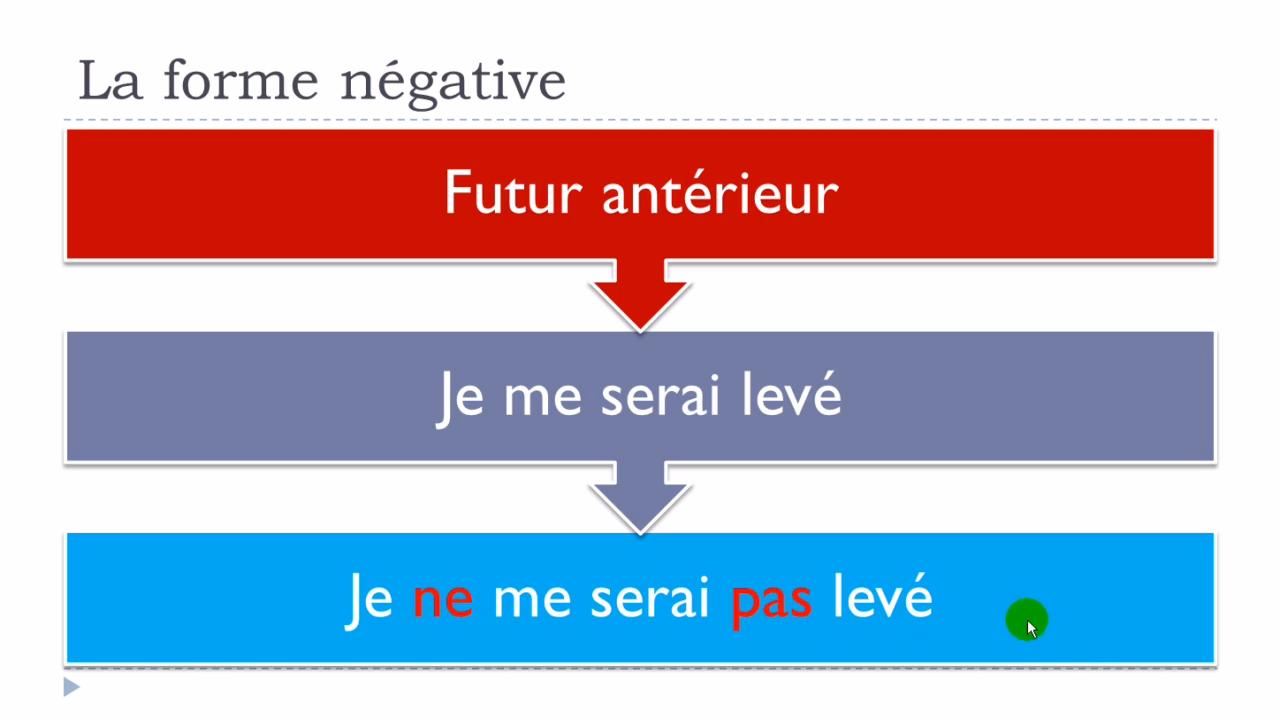 La forme négative
Futur antérieur
Je me serai levé
Je ne me serai pas levé